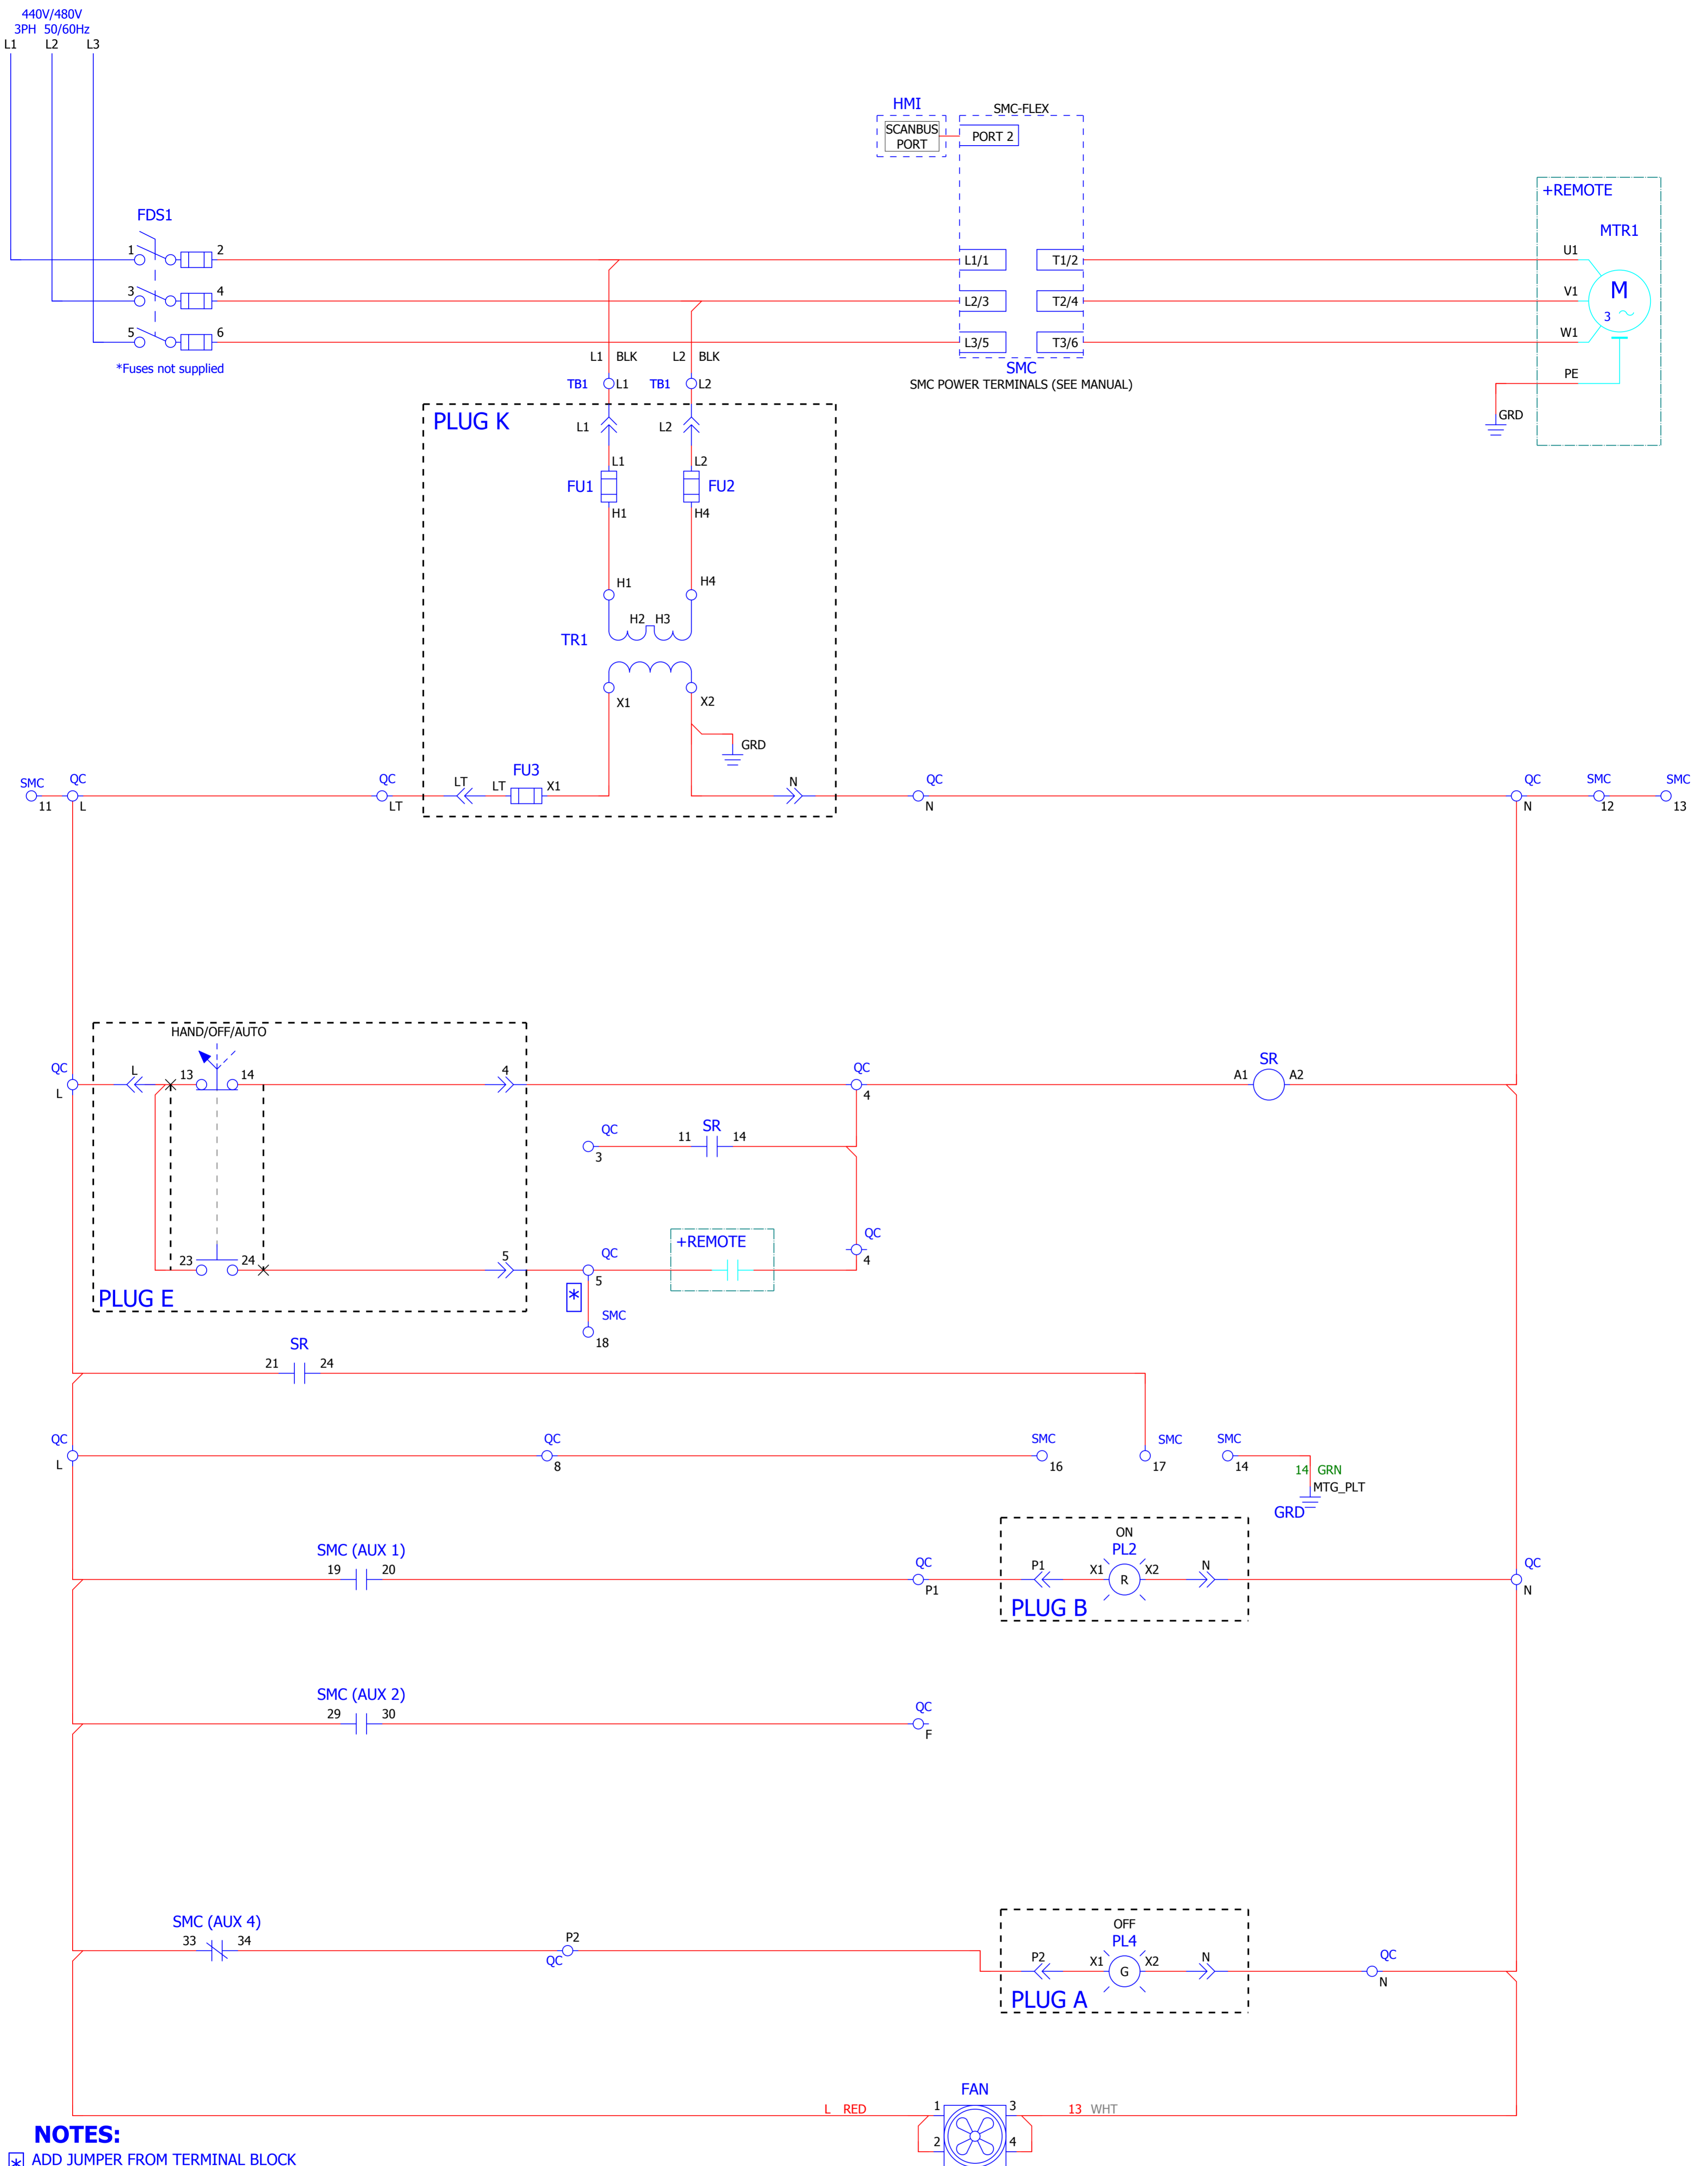 440V/480V
3PH 50/60Hz
L1 L2 L3
HMI
SMC-FLEX
SCANBUS
PORT
PORT 2
+REMOTE
FDS1
MTR1
1 2
L1/1 T1/2
U1
3 4
L2/3 T2/4
V1
M
3
5 6
L3/5 T3/6
W1
*Fuses not supplied
L1 BLK L2 BLK
SMC
SMC POWER TERMINALS (SEE MANUAL)
PE
TB1 L1 TB1 L2
GRD
PLUG K
L1 L2
L1 L2
FU1 FU2
H1 H4
H1 H4
H2 H3
TR1
X1 X2
GRD
SMC QC QC LT LT FU3 X1 N QC QC SMC SMC
11 L LT N N 12 13
HAND/OFF/AUTO
QC L 13 14 4 QC SR
A1 A2
L 4
QC 11 SR 14
3
+REMOTE
QC
23 24 5 QC
4
5
PLUG E
*
SMC
18
SR
21 24
QC QC SMC SMC SMC
L 8 16 17 14
14 GRN
MTG_PLT
GRD
ON
SMC (AUX 1)
PL2
19 20 QC P1 X1 R X2 N QC
P1 N
PLUG B
SMC (AUX 2)
29 30 QC
F
OFF
SMC (AUX 4)
PL4
33 34 P2
QC
P2 X1 G X2 N QC
N
PLUG A
FAN
L RED 1 3 13 WHT
2 4
NOTES:
* ADD JUMPER FROM TERMINAL BLOCK